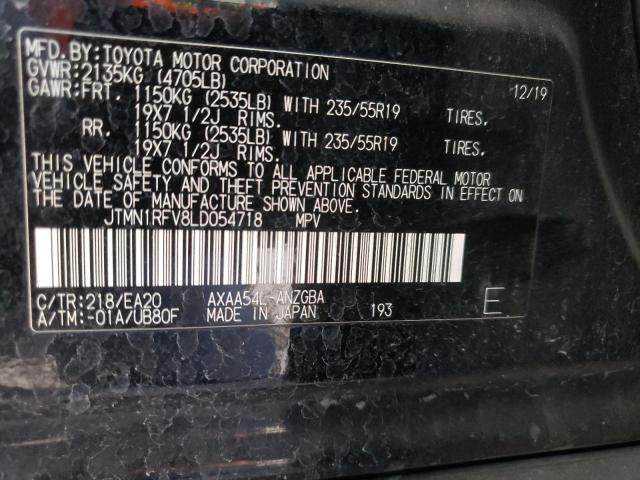 MFD.BY:TOYOTA MOTOR CORPORATION 12/19
GVWR:2135KG (4705LB)
GAWR:FRT. 1150KG (2535LB) WITH 235/55R19 TIRES.
19X7 1/2J RIMS.
RR. 1150KG (2535LB) WITH 235/55R19 TIRES.
19X7 1/2J RIMS.
THIS VEHICLE CONFORMS TO ALL APPLICABLE FEDERAL MOTOR
VEHICLE SAFETY AND THEFT PREVENTION STANDARDS IN EFFECT ON
THE DATE OF MANUFACTURE SHOWN ABOVE.
JTMN1RFV8LD054718 MPV
C/TR:218/EA20 AXAA54L-ANZGBA
A/TM:-01A/UB80F MADE IN JAPAN 193 E